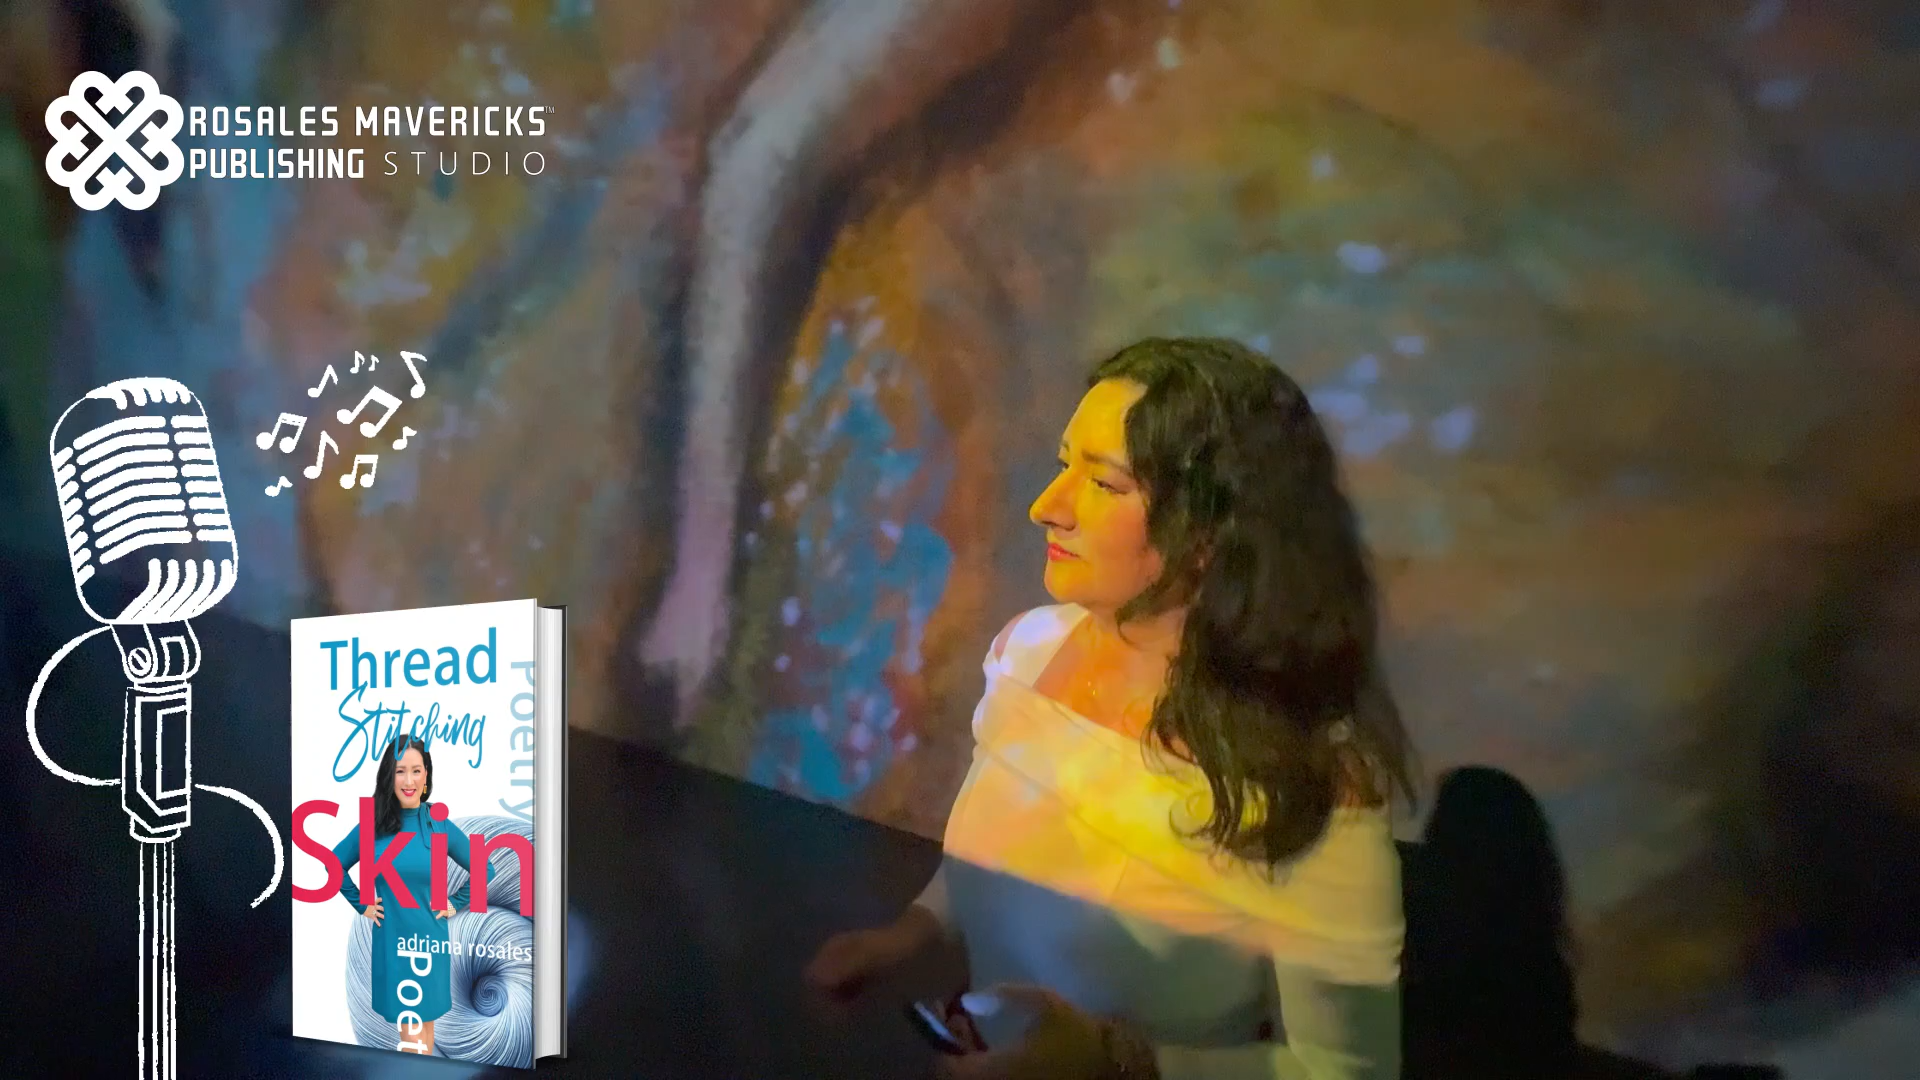 ROSALES MAVERICKS™
PUBLISHING STUDIO
Thread
Stitching
Skin
Poetry
adriana rosales
Poet